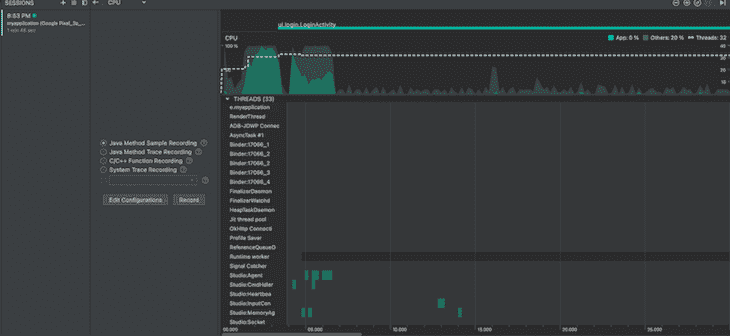 SESSIONS
CPU
8:53 PM
myapplication (Google Pixel_3a_...
1 min 46 sec
ui.login.LoginActivity
CPU
App: 0 %
Others: 20 %
Threads: 32
100 %
40
30
20
10
THREADS (33)
e.myapplication
RenderThread
ADB-JDWP Connec
AsyncTask #1
Binder:17066_1
Binder:17066_2
Binder:17066_2
Binder:17066_3
Binder:17066_4
FinalizerDaemon
FinalizerWatchd
HeapTaskDaemon
Jit thread pool
OkHttp Connecti
Profile Saver
ReferenceQueueD
Runtime worker
Signal Catcher
Studio:Agent
Studio:CmdHaller
Studio:Heartbea
Studio:InputCon
Studio:MemoryAg
Studio:Socket
Java Method Sample Recording
Java Method Trace Recording
C/C++ Function Recording
System Trace Recording
Edit Configurations
Record
00.000
05.000
10.000
15.000
20.000
25.000